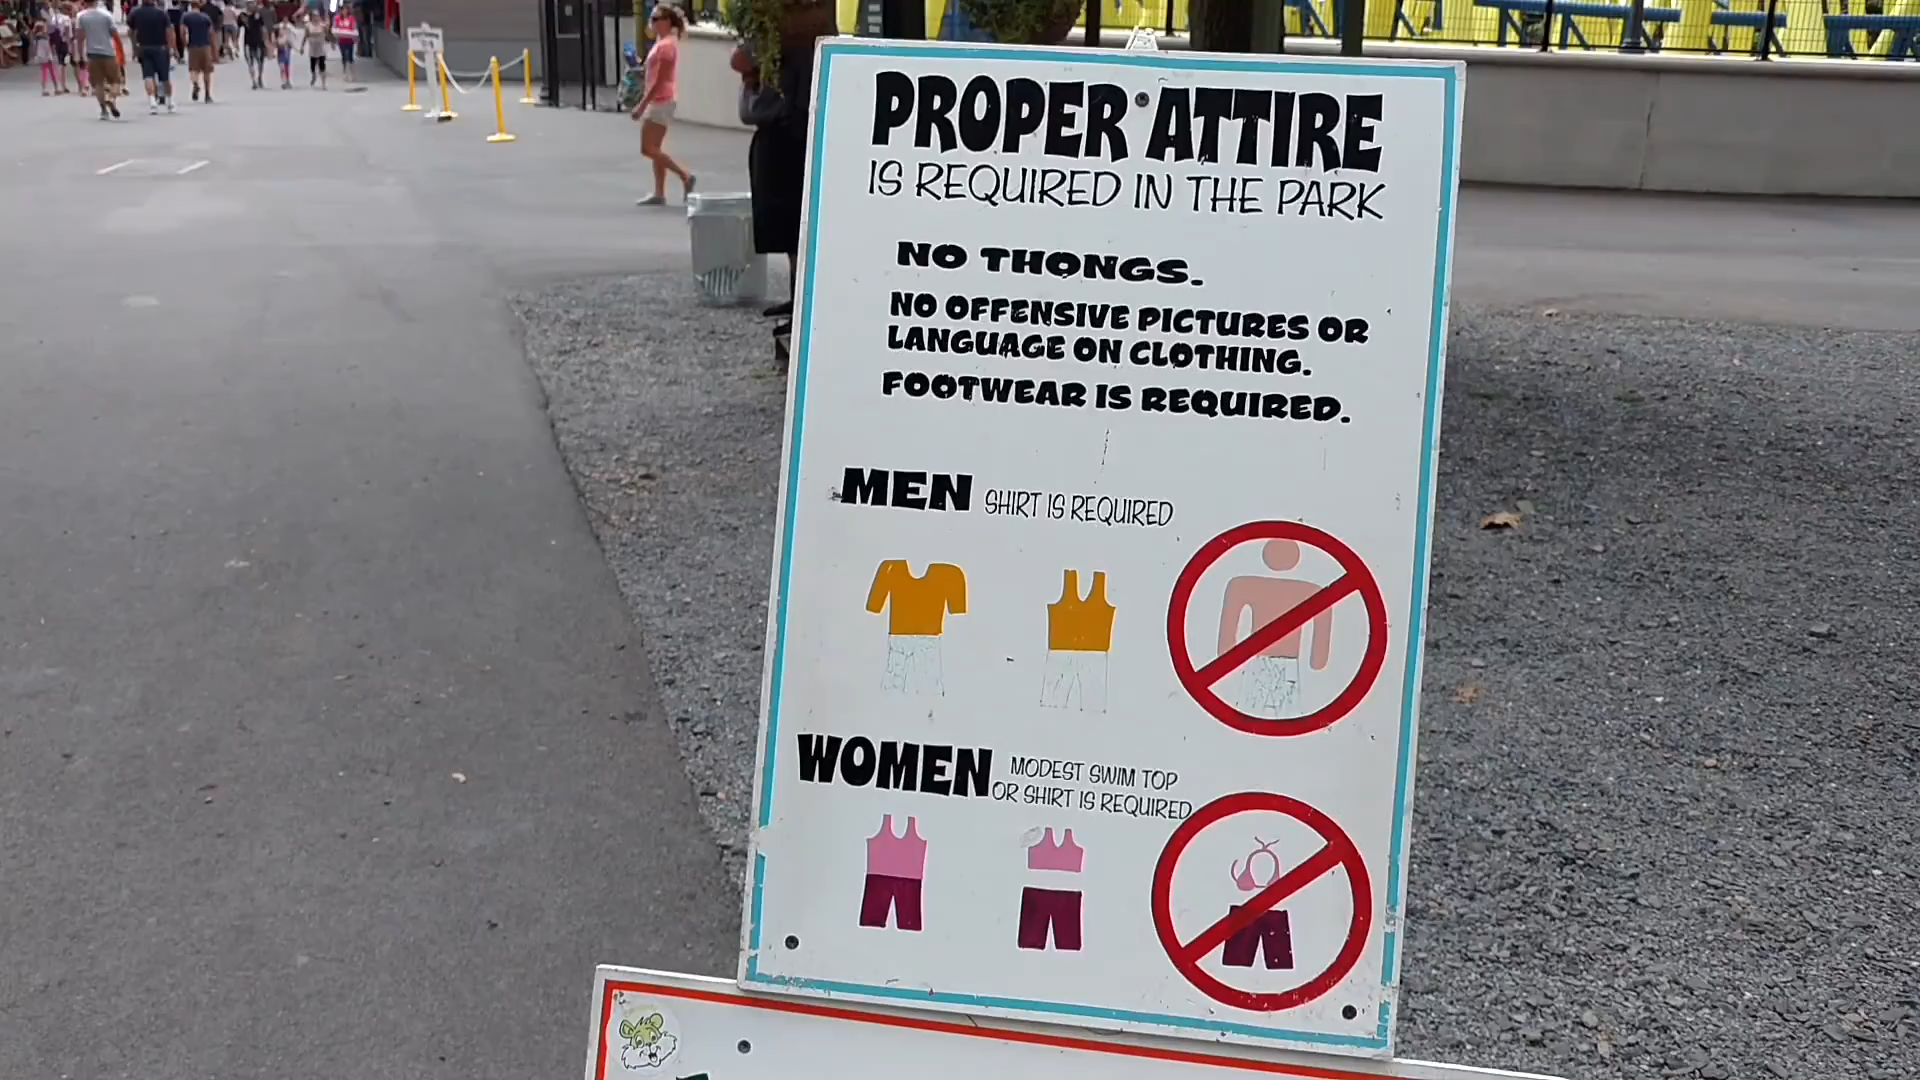 PROPER ATTIRE
IS REQUIRED IN THE PARK
NO THONGS.
NO OFFENSIVE PICTURES OR
LANGUAGE ON CLOTHING.
FOOTWEAR IS REQUIRED.
MEN SHIRT IS REQUIRED
WOMEN MODEST SWIM TOP
OR SHIRT IS REQUIRED